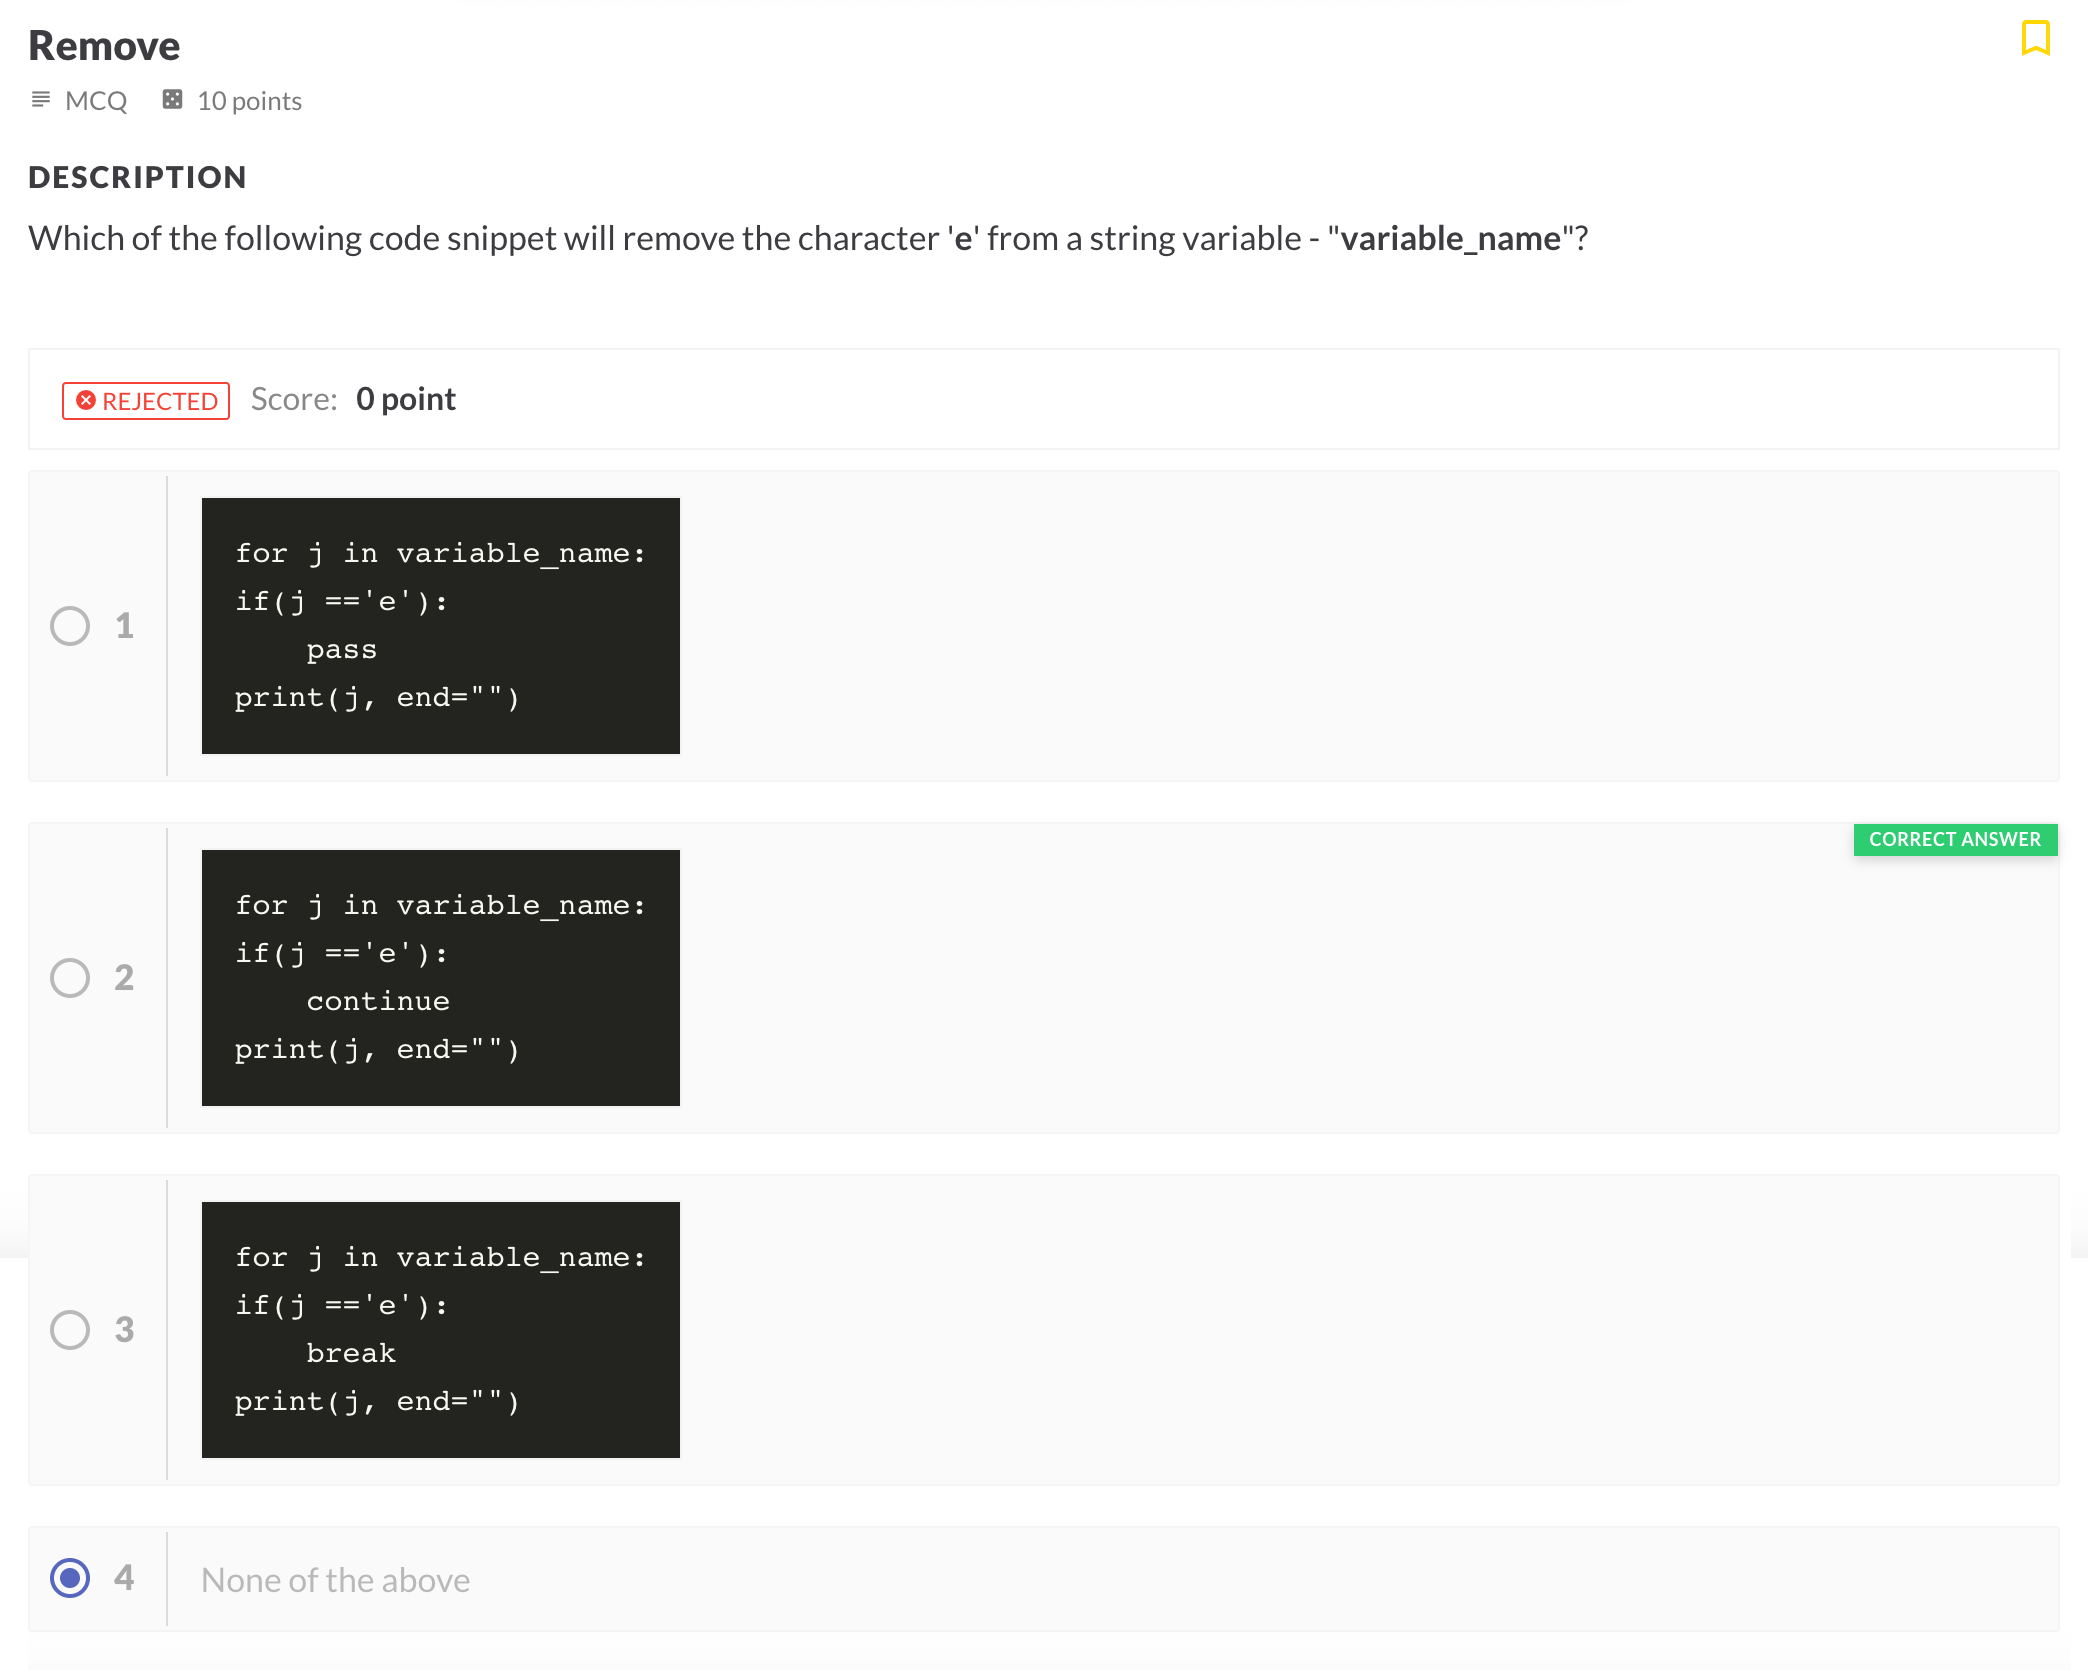 Remove
MCQ 10 points
DESCRIPTION
Which of the following code snippet will remove the character 'e' from a string variable - "variable_name"?
REJECTED Score: 0 point
1
for j in variable_name:
if(j =='e'):
    pass
print(j, end="")
CORRECT ANSWER
2
for j in variable_name:
if(j =='e'):
    continue
print(j, end="")
3
for j in variable_name:
if(j =='e'):
    break
print(j, end="")
4 None of the above